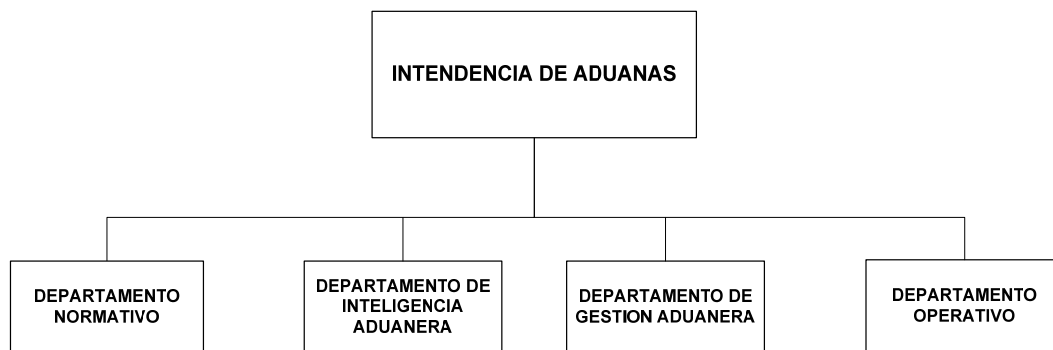 INTENDENCIA DE ADUANAS
DEPARTAMENTO
NORMATIVO
DEPARTAMENTO DE
INTELIGENCIA
ADUANERA
DEPARTAMENTO DE
GESTION ADUANERA
DEPARTAMENTO
OPERATIVO